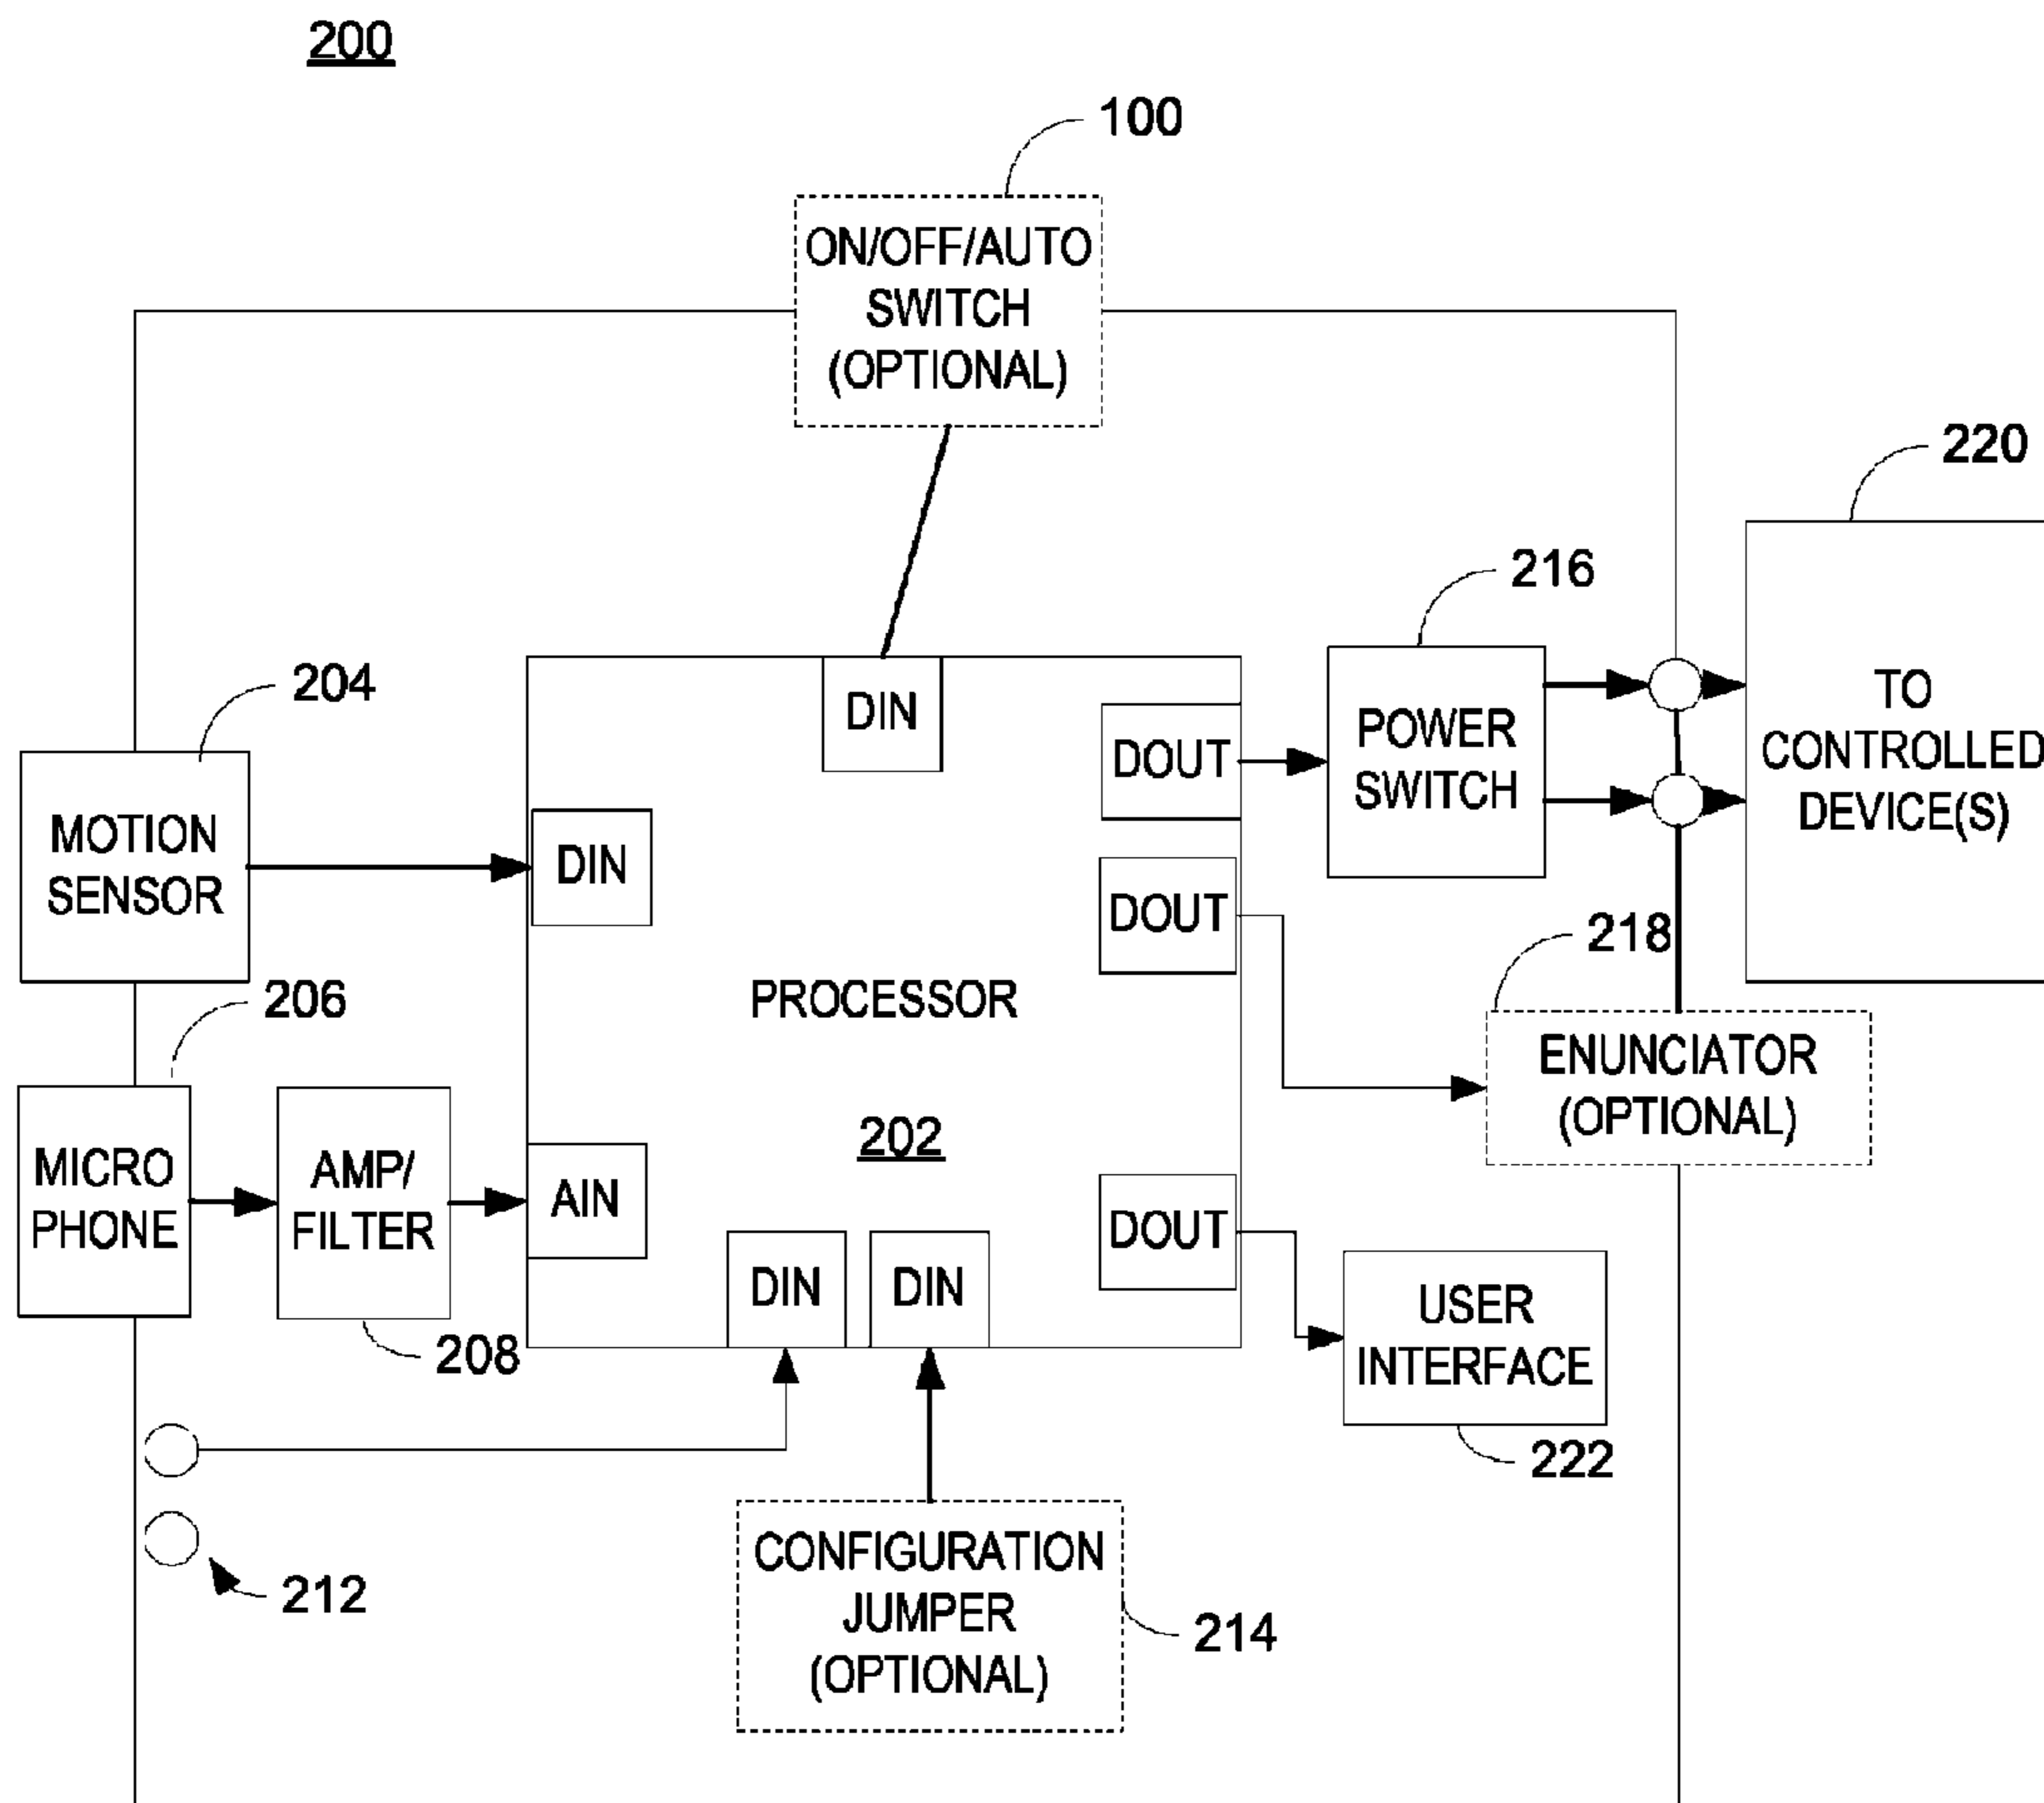 200
100
ON/OFF/AUTO
SWITCH
(OPTIONAL)
220
216
204
DIN
POWER
SWITCH
TO
CONTROLLED
DEVICE(S)
DOUT
MOTION
SENSOR
DIN
DOUT
218
206
PROCESSOR
ENUNCIATOR
(OPTIONAL)
202
MICRO
PHONE
AMP/
FILTER
AIN
DOUT
DIN
DIN
USER
INTERFACE
208
222
212
CONFIGURATION
JUMPER
(OPTIONAL)
214